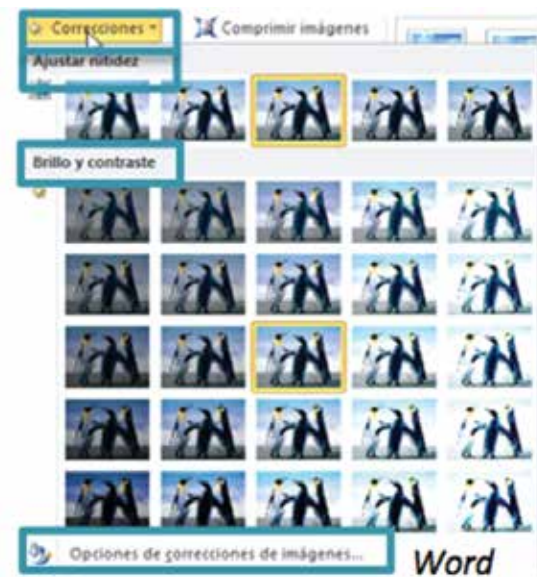 Correcciones
Comprimir imágenes
Ajustar nitidez
Brillo y contraste
Opciones de correcciones de imágenes...
Word